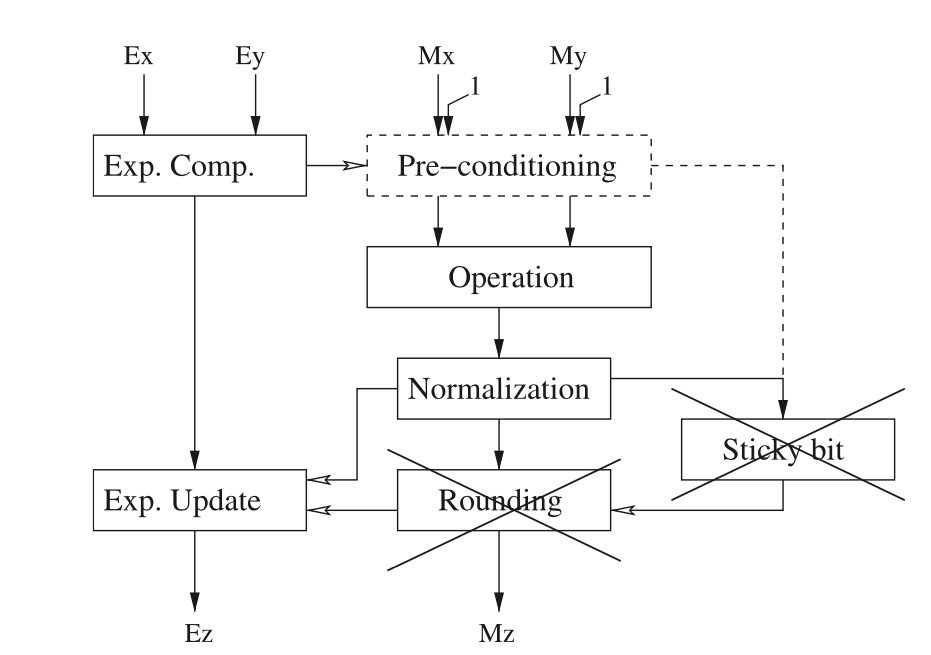 Ex Ey Mx My
1 1
Exp. Comp. Pre−conditioning
Operation
Normalization
Sticky bit
Exp. Update Rounding
Ez Mz